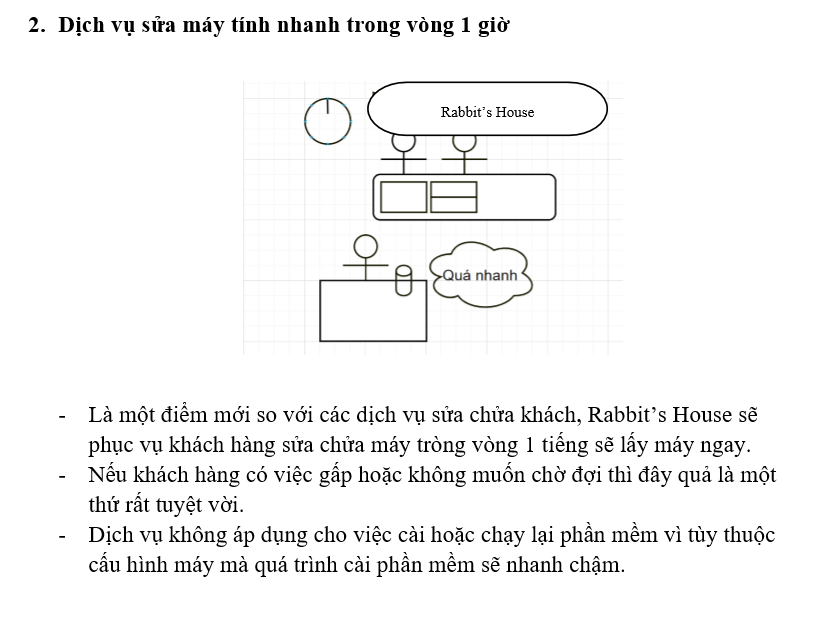 2. Dịch vụ sửa máy tính nhanh trong vòng 1 giờ
Rabbit's House
Quá nhanh
- Là một điểm mới so với các dịch vụ sửa chửa khách, Rabbit's House sẽ
phục vụ khách hàng sửa chửa máy tròng vòng 1 tiếng sẽ lấy máy ngay.
- Nếu khách hàng có việc gấp hoặc không muốn chờ đợi thì đây quả là một
thứ rất tuyệt vời.
- Dịch vụ không áp dụng cho việc cài hoặc chạy lại phần mềm vì tùy thuộc
cấu hình máy mà quá trình cài phần mềm sẽ nhanh chậm.